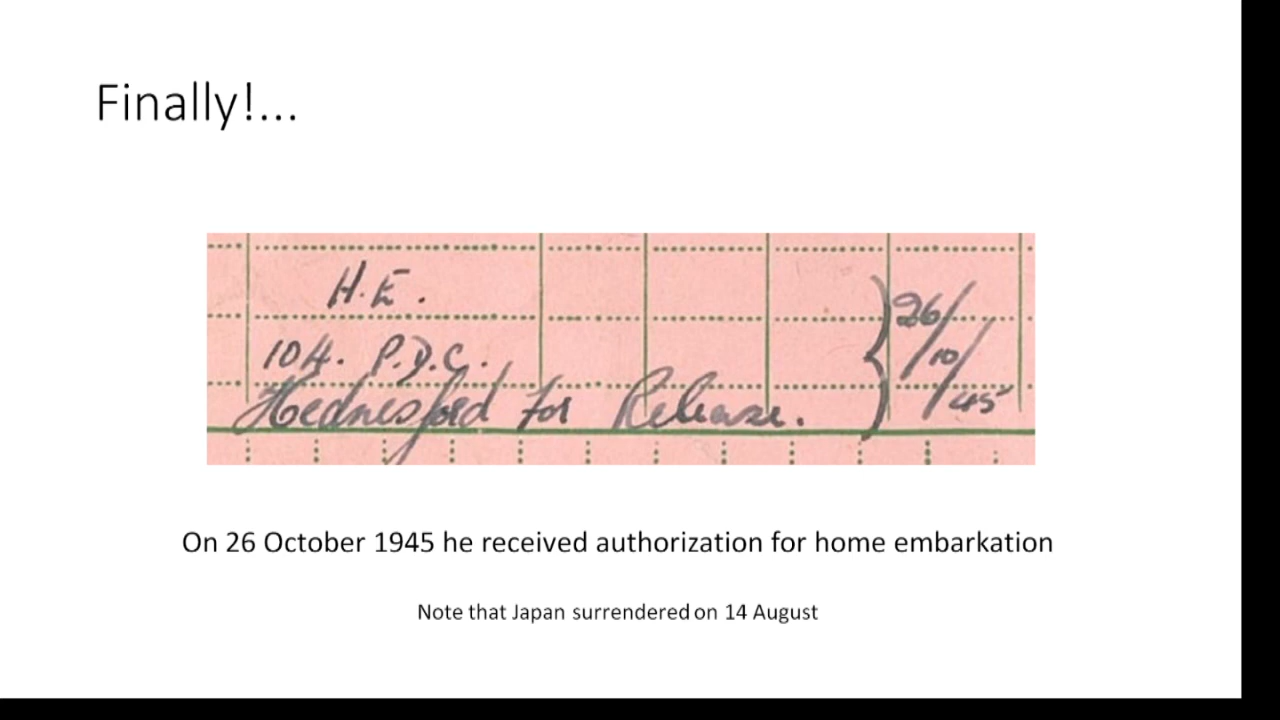 Finally!...
H.E.
104. P.D.C.
Hednesford for Release.
26/10/45
On 26 October 1945 he received authorization for home embarkation
Note that Japan surrendered on 14 August